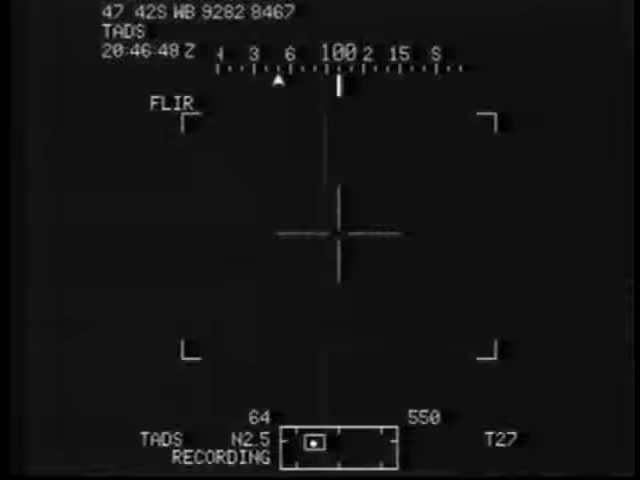 47 42S WB 9282 8467
TADS
20:46:48 Z
4 3 6 100 2 15 S
FLIR
64 550
TADS N2.5 T27
RECORDING